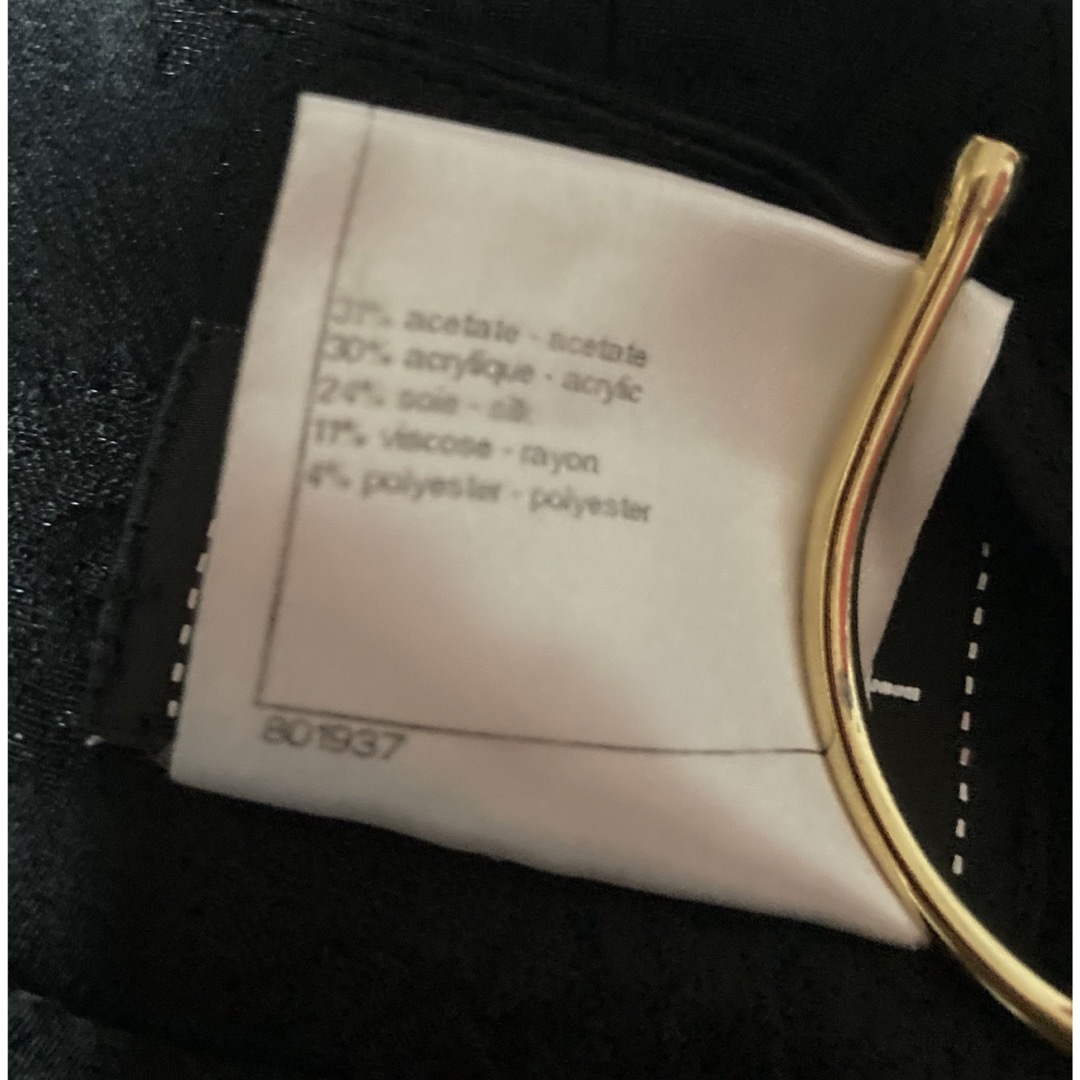 31% acetate - acetate
30% acrylique - acrylic
24% soie - silk
11% viscose - rayon
4% polyester - polyester
801937